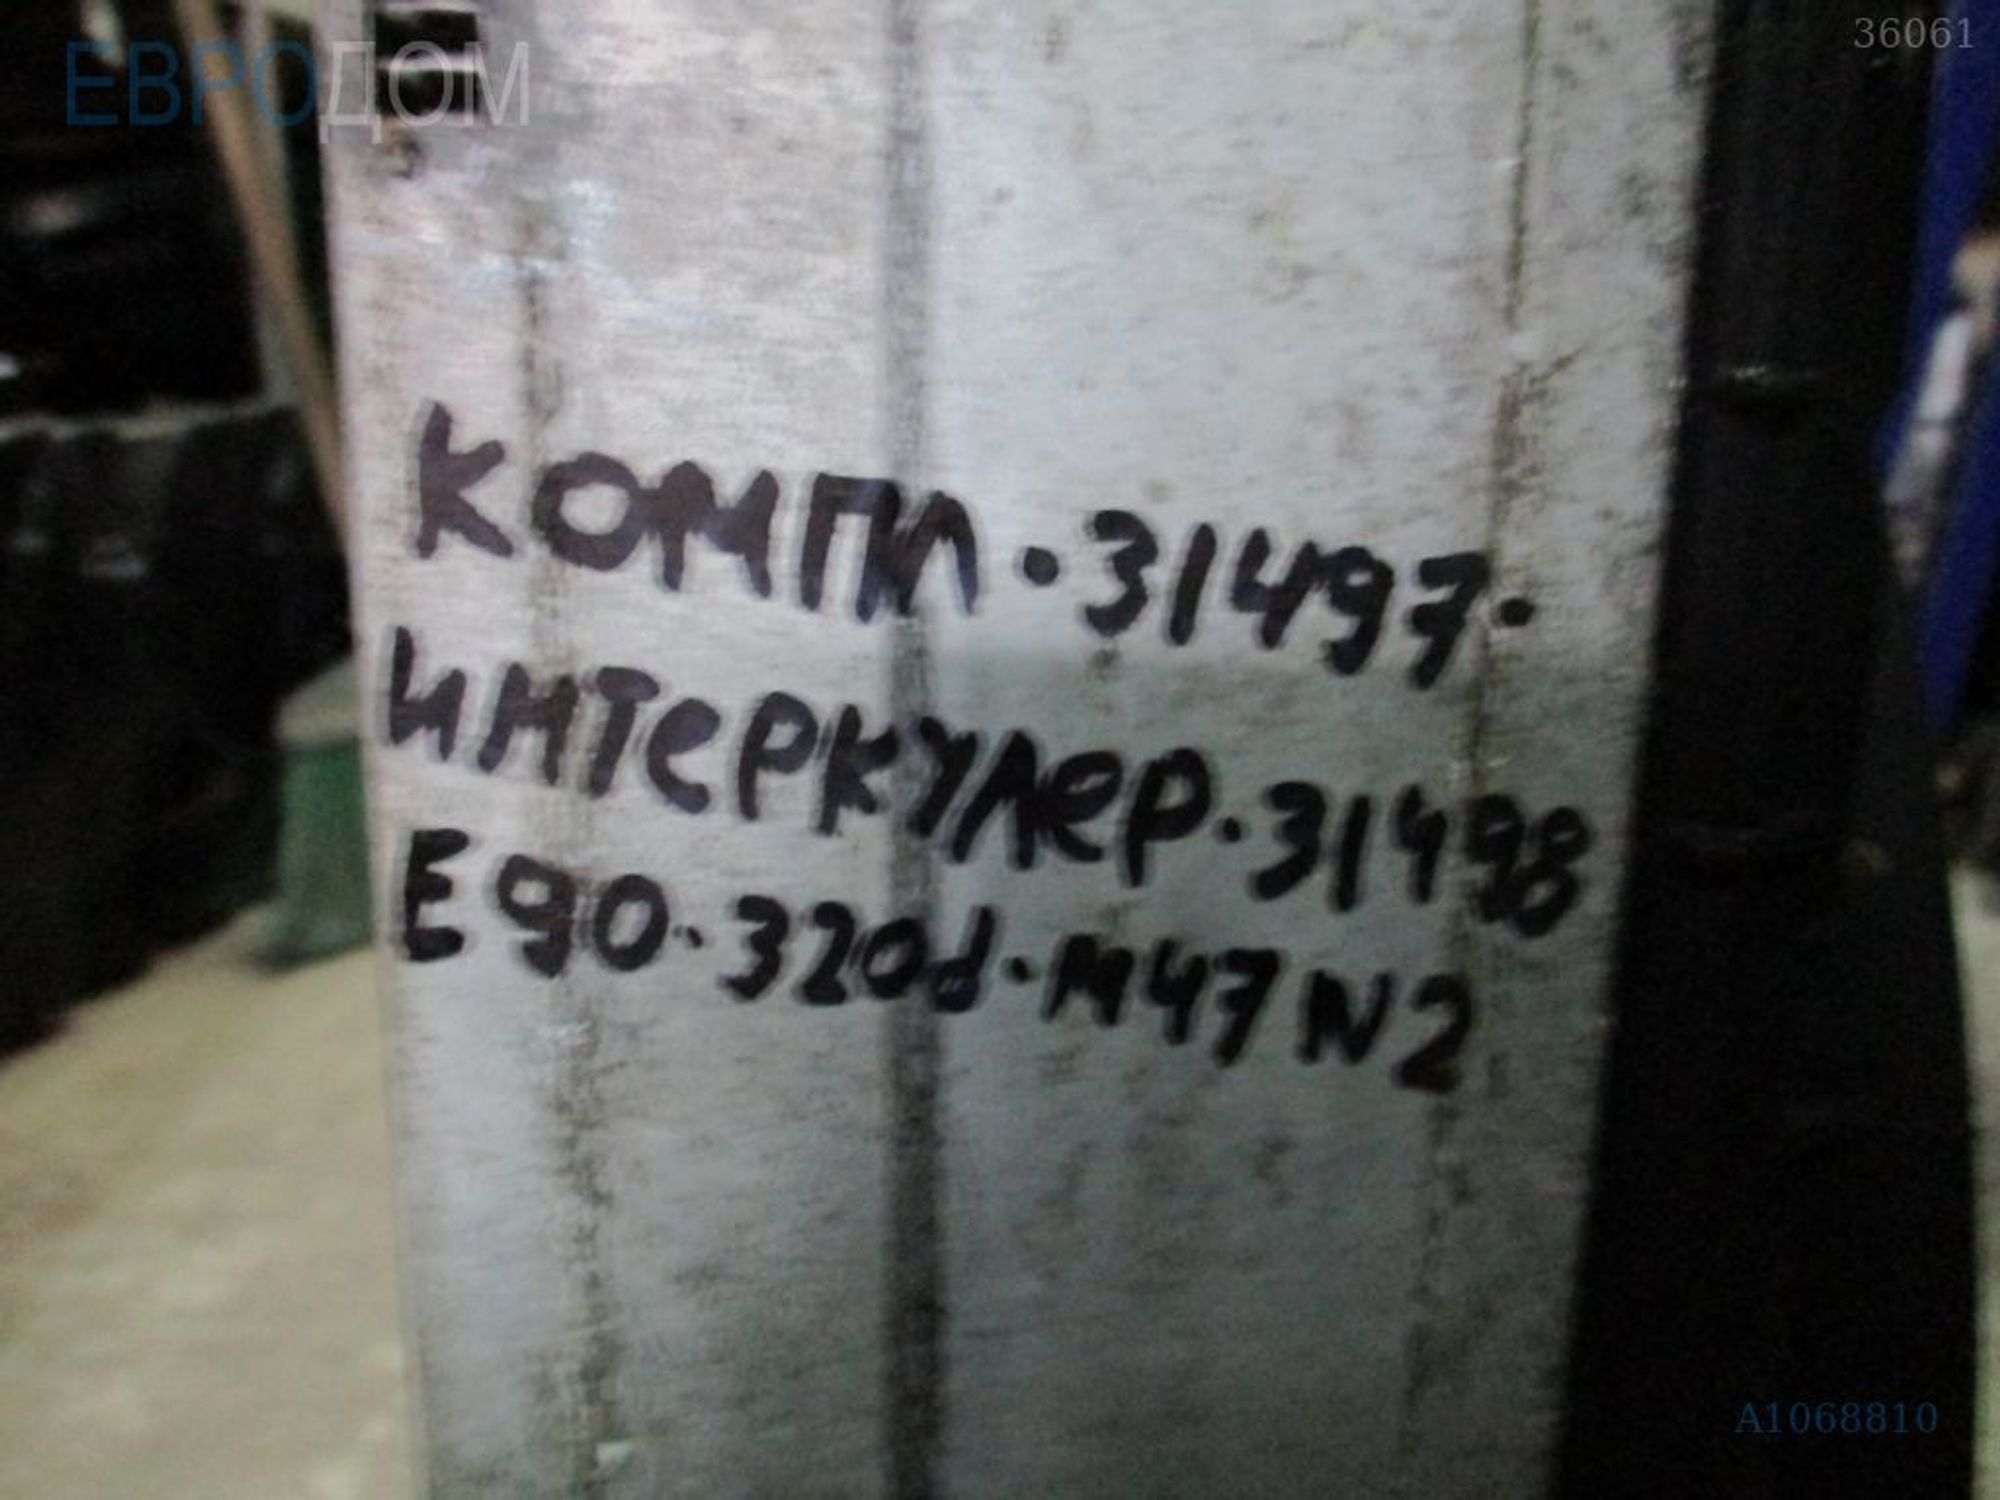 ЕВРОДОМ
36061
КОМПЛ.31497.
ИНТЕРКУЛЕР.31498
E90.320d.M47N2
A1068810